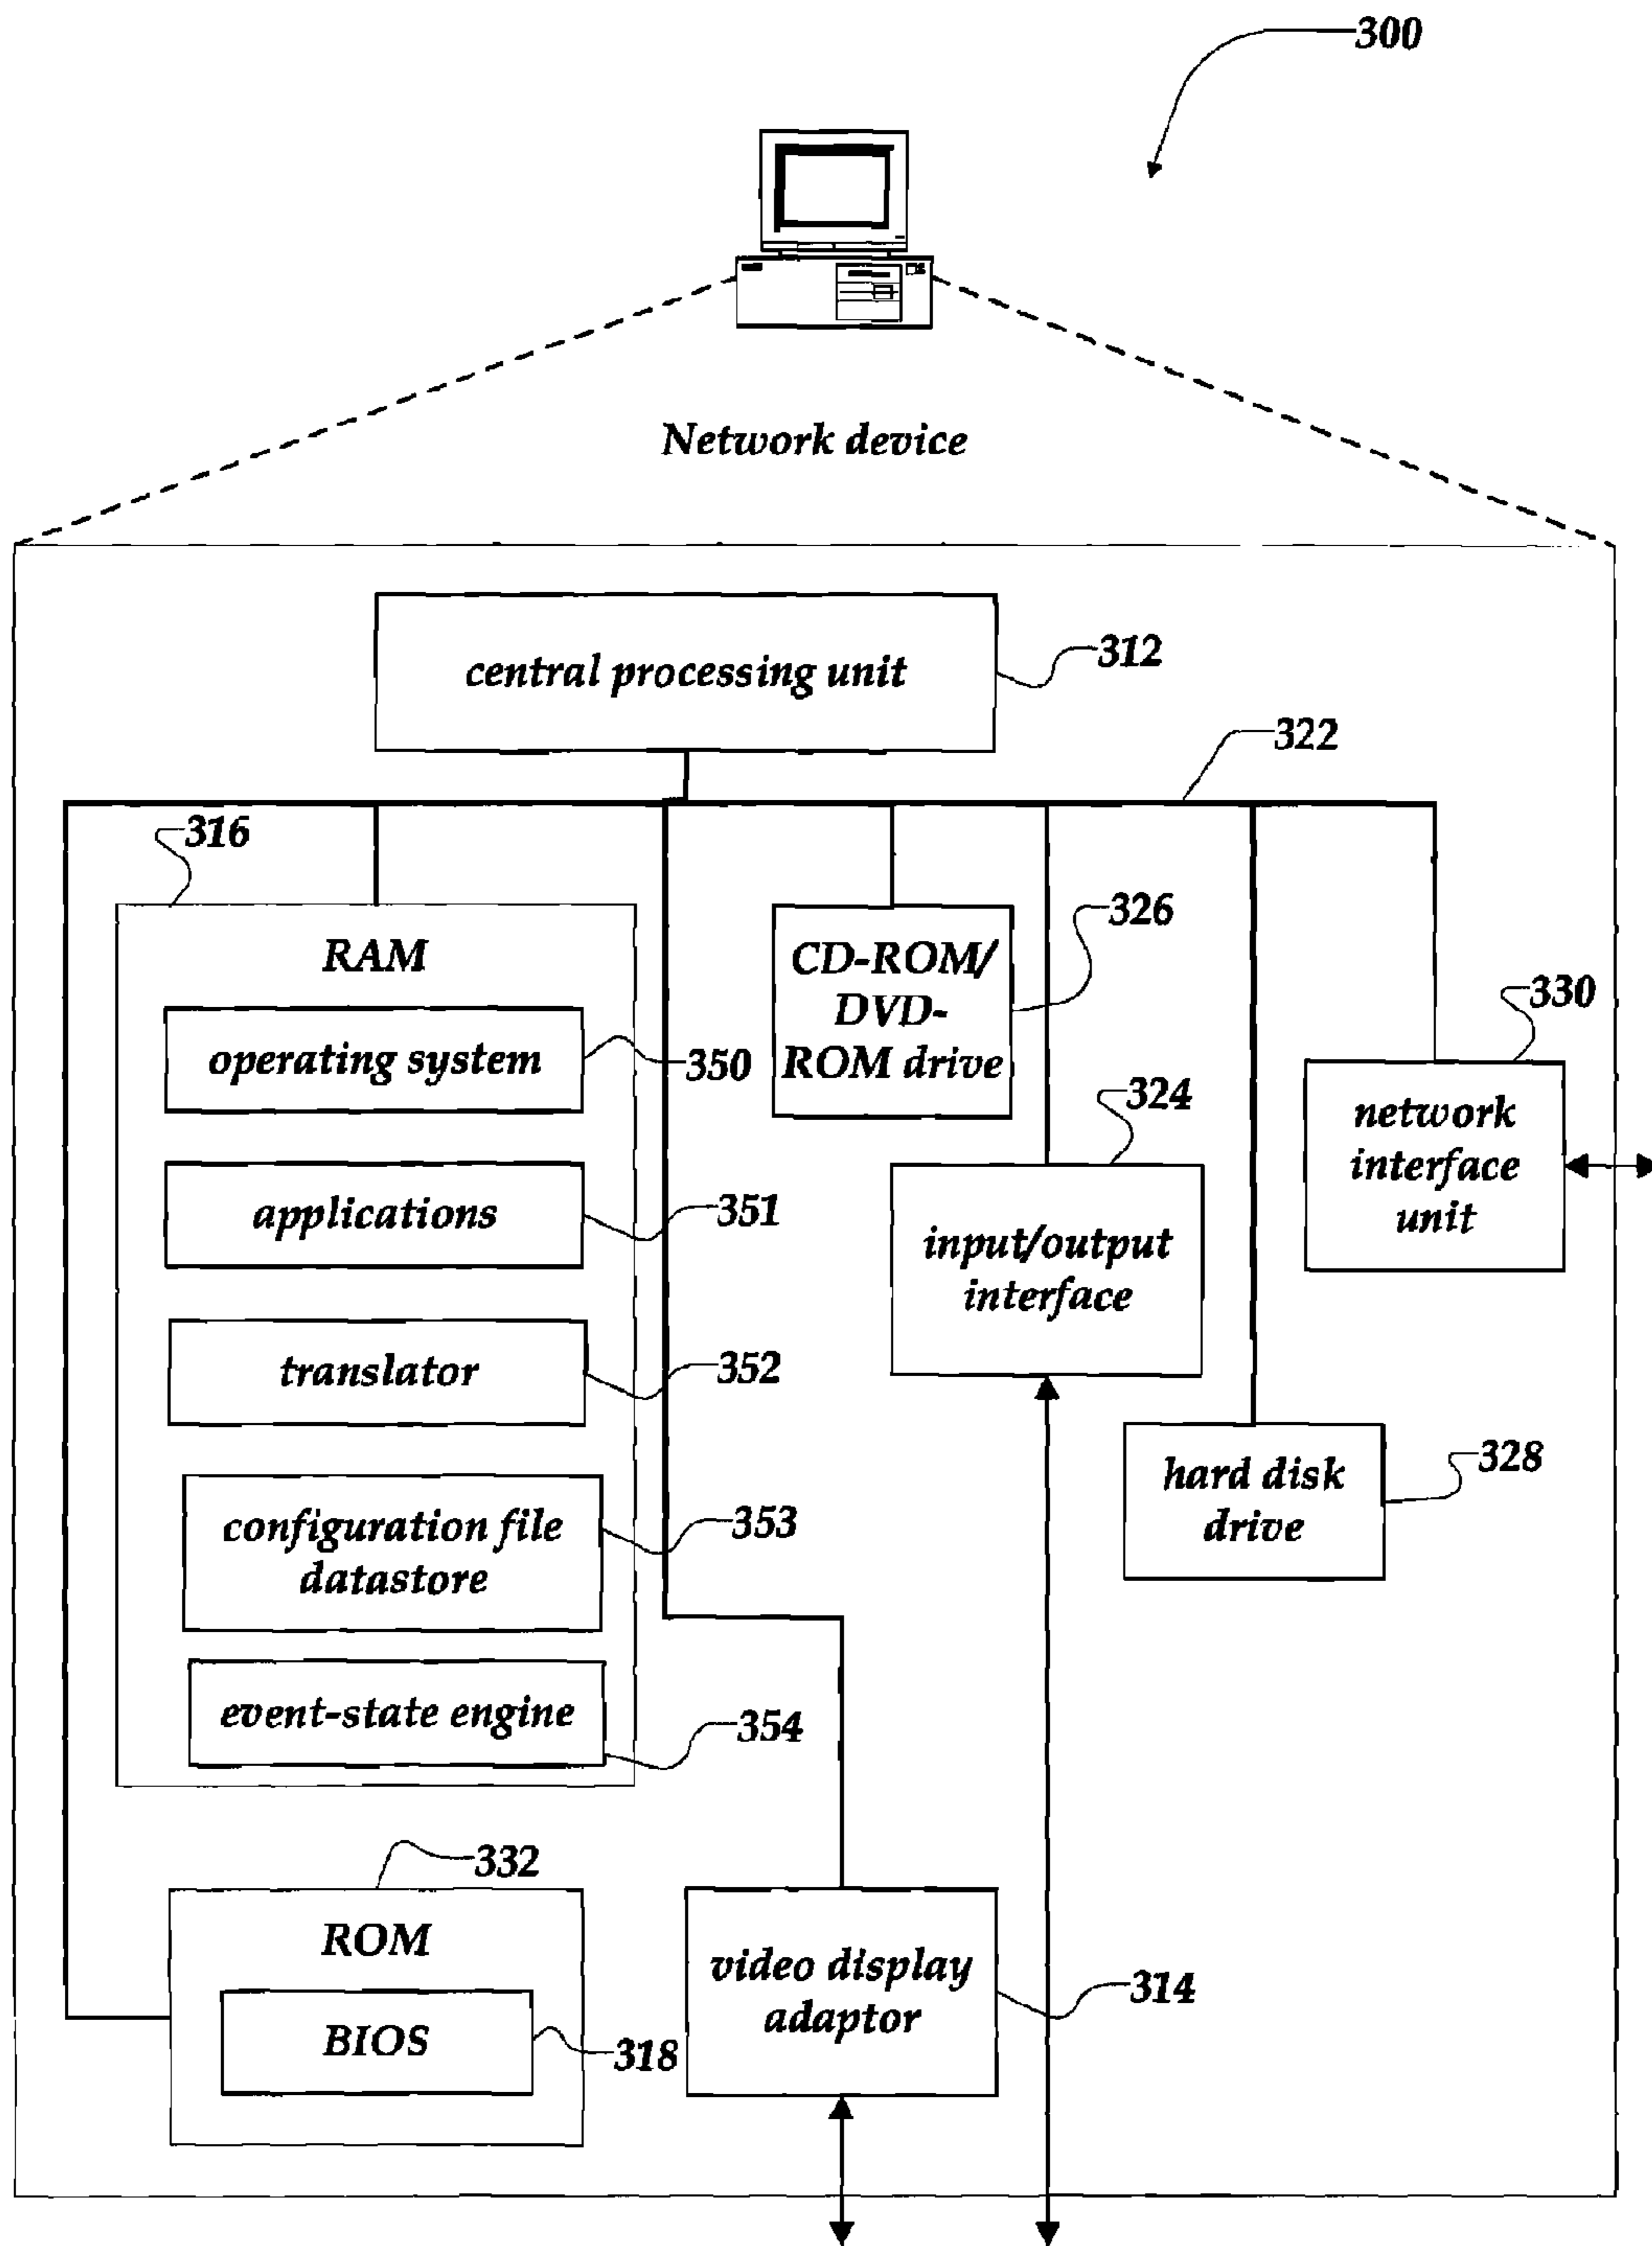 300
Network device
central processing unit
312
322
316
RAM
operating system
350
applications
351
translator
352
configuration file
datastore
353
event-state engine
354
CD-ROM/
DVD-
ROM drive
326
input/output
interface
324
network
interface
unit
330
hard disk
drive
328
332
ROM
BIOS
318
video display
adaptor
314